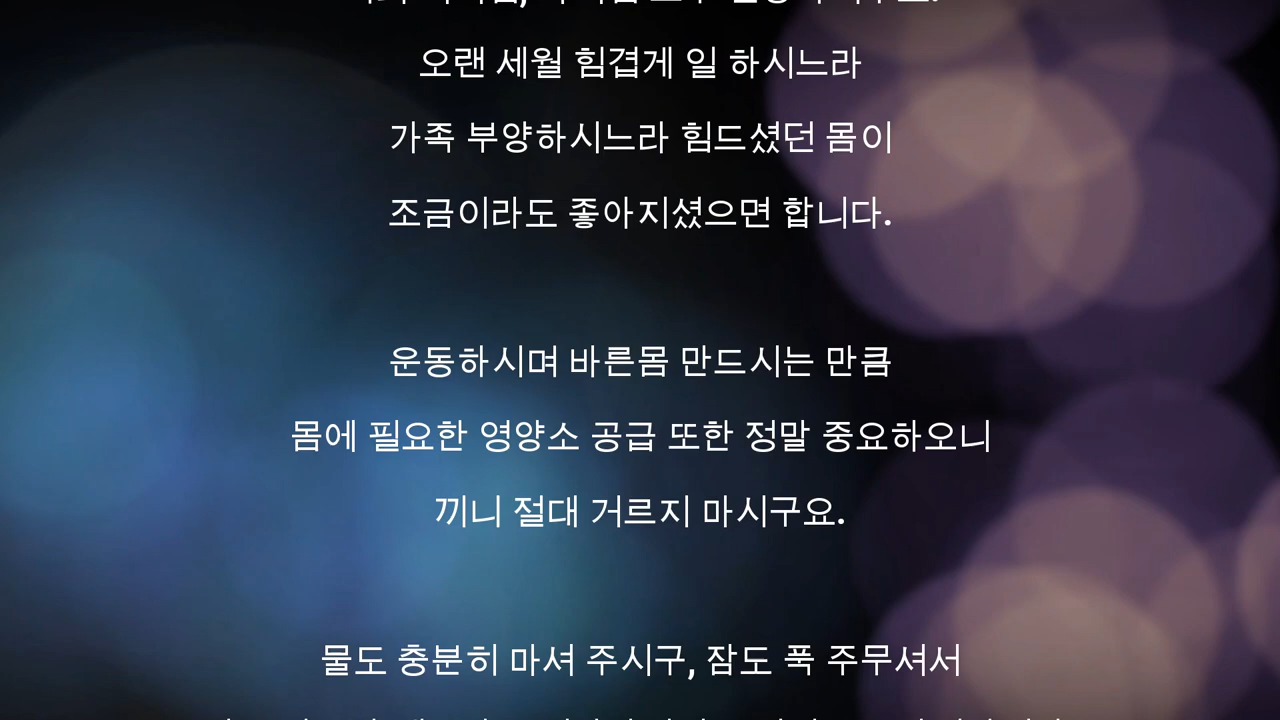 오랜 세월 힘겹게 일 하시느라
가족 부양하시느라 힘드셨던 몸이
조금이라도 좋아지셨으면 합니다.
운동하시며 바른몸 만드시는 만큼
몸에 필요한 영양소 공급 또한 정말 중요하오니
끼니 절대 거르지 마시구요.
물도 충분히 마셔 주시구, 잠도 푹 주무셔서